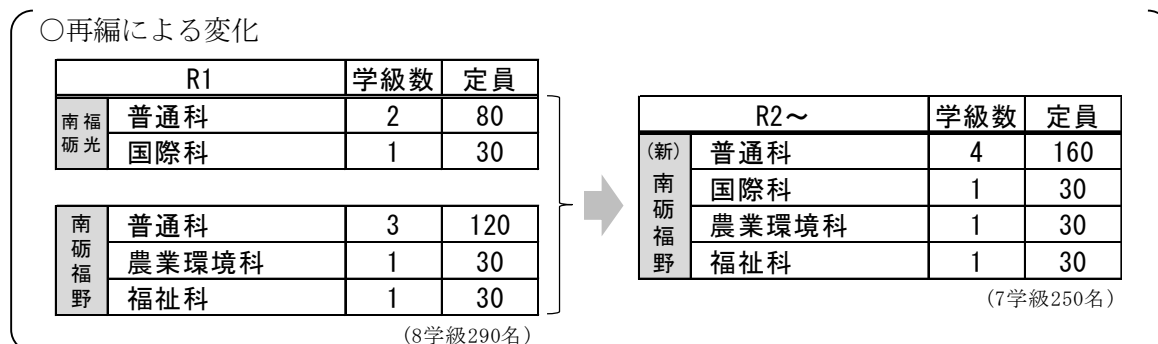 ○再編による変化
R1 学級数 定員
南砺福光 普通科 2 80
国際科 1 30
南砺福野 普通科 3 120
農業環境科 1 30
福祉科 1 30
(8学級290名)
R2～ 学級数 定員
(新)南砺福野 普通科 4 160
国際科 1 30
農業環境科 1 30
福祉科 1 30
(7学級250名)